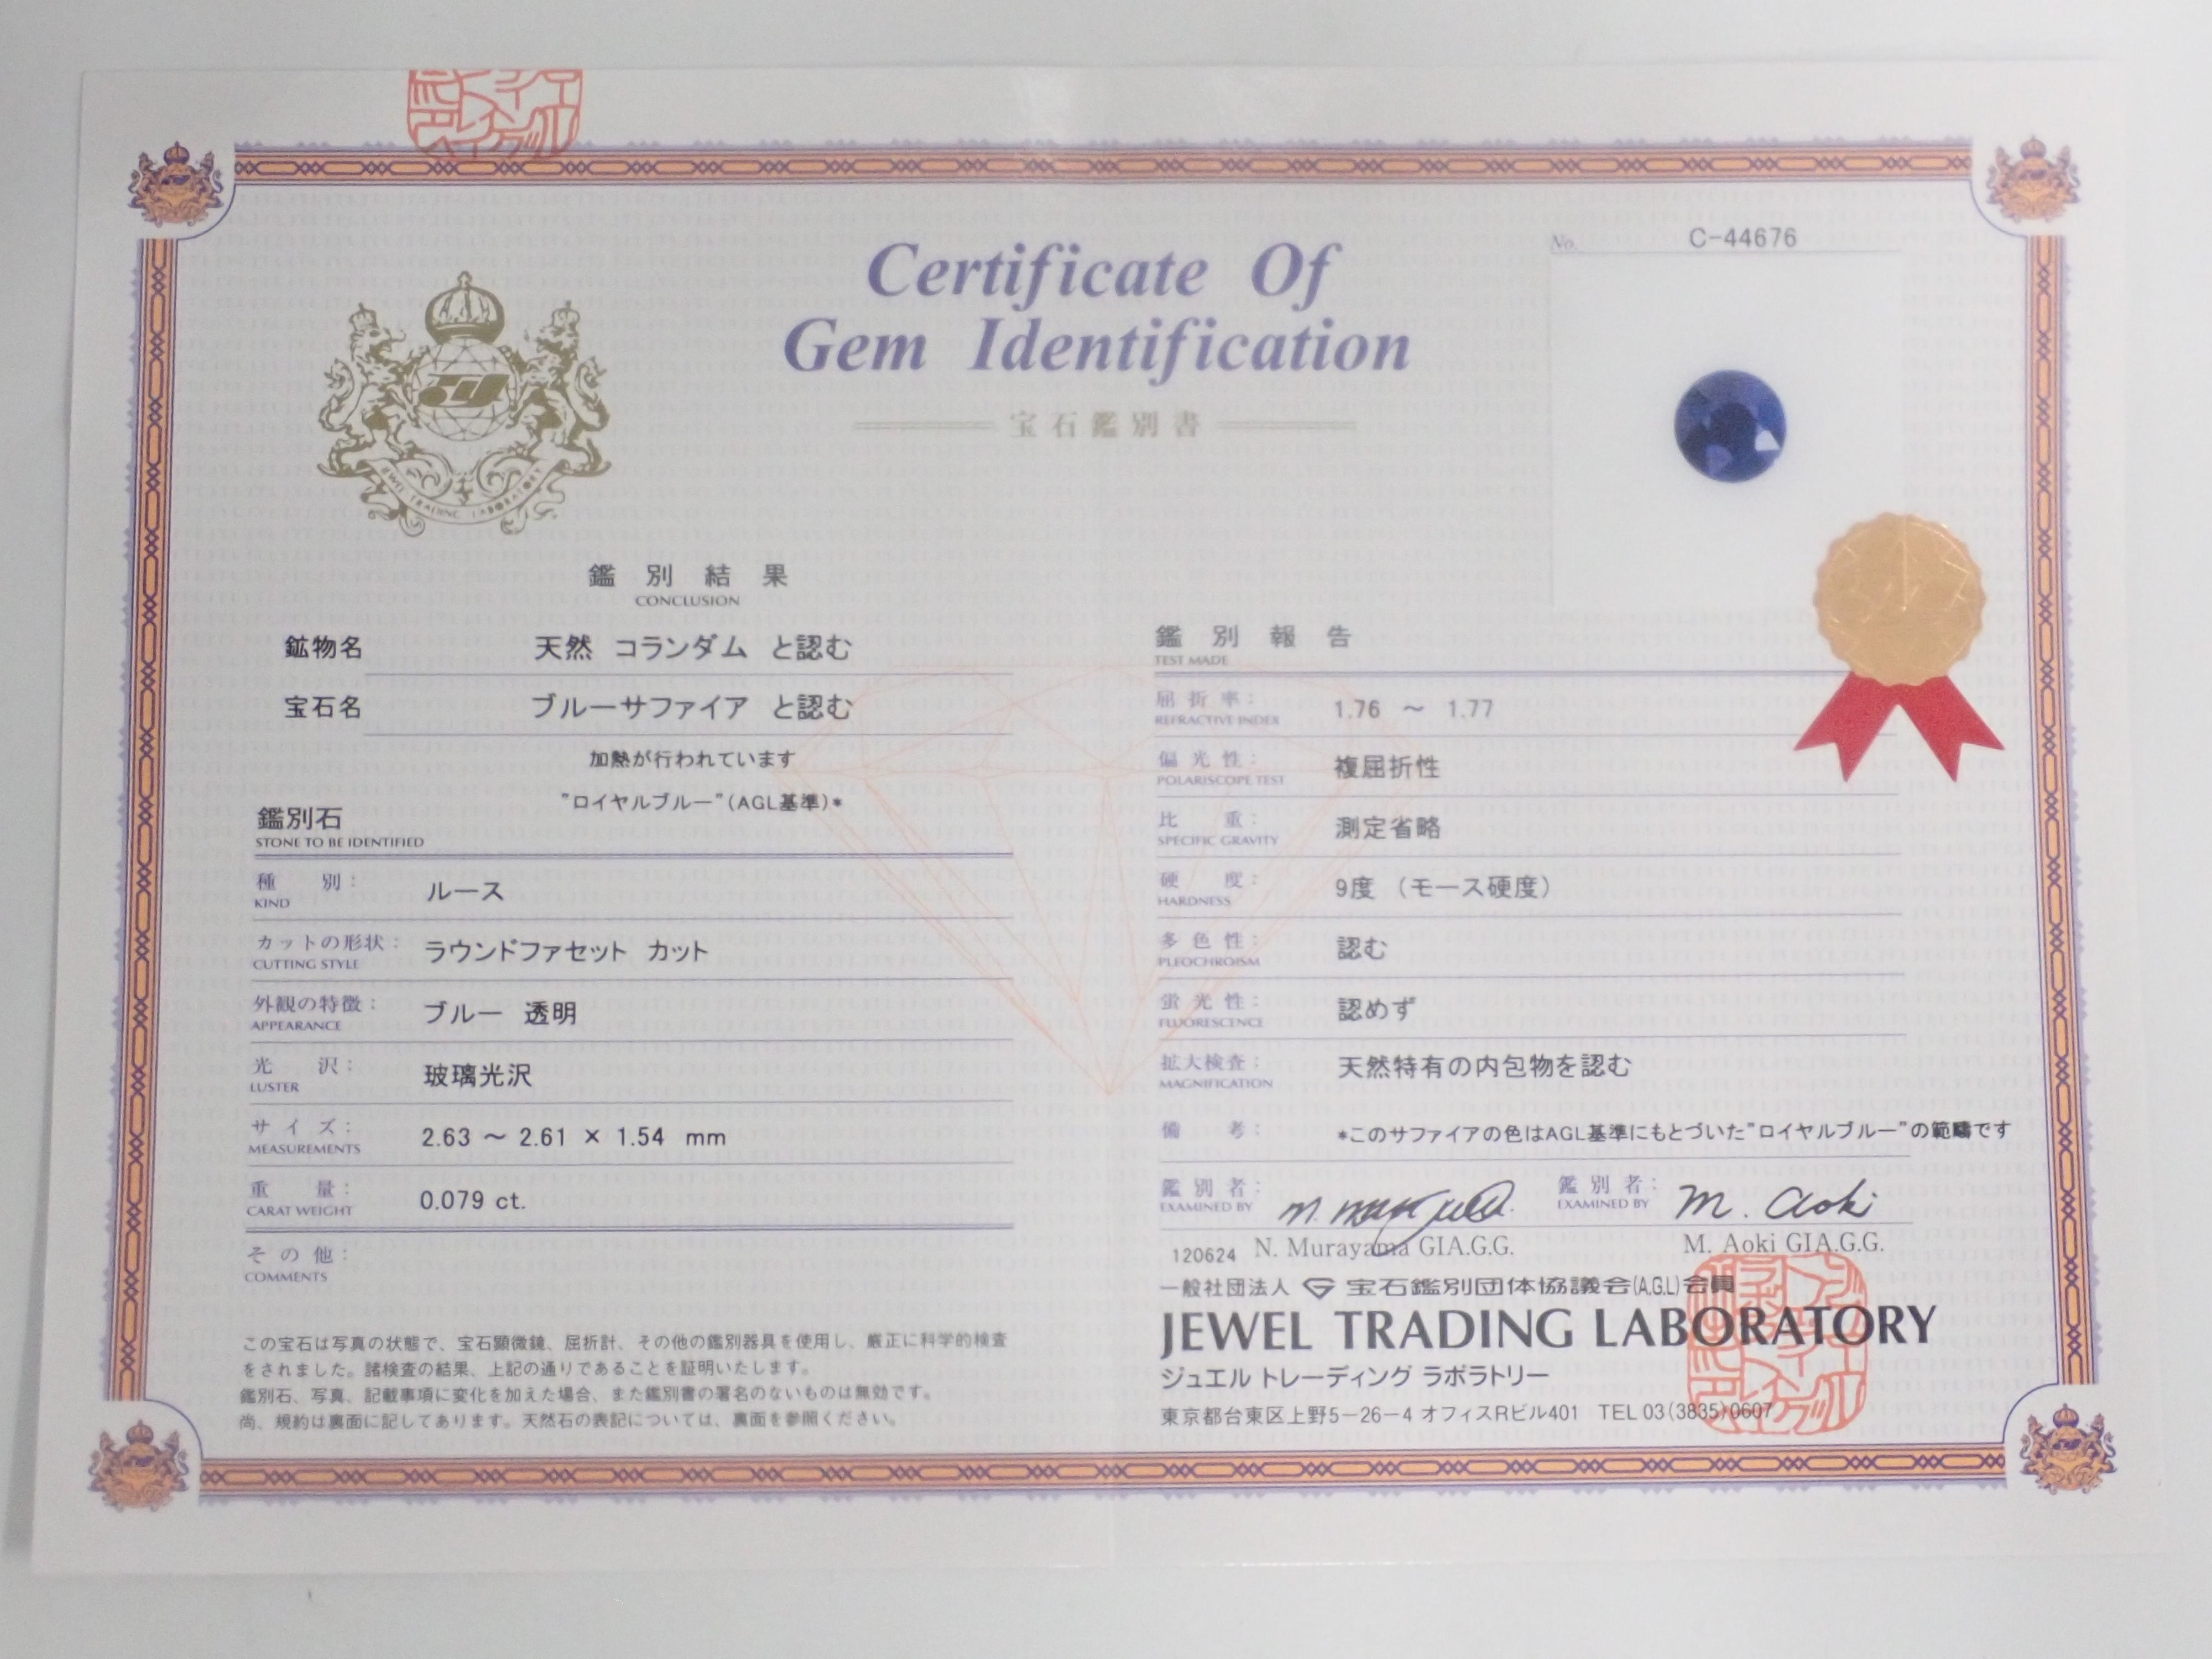 No. C-44676
Certificate Of
Gem Identification
宝石鑑別書
JEWEL TRADING LABORATORY
鑑別結果
CONCLUSION
鉱物名 天然 コランダム と認む
宝石名 ブルーサファイア と認む
加熱が行われています
"ロイヤルブルー"(AGL基準)*
鑑別石
STONE TO BE IDENTIFIED
種別: ルース
KIND
カットの形状: ラウンドファセット カット
CUTTING STYLE
外観の特徴: ブルー 透明
APPEARANCE
光沢: 玻璃光沢
LUSTER
サイズ: 2.63 ～ 2.61 × 1.54 mm
MEASUREMENTS
重量: 0.079 ct.
CARAT WEIGHT
その他:
COMMENTS
この宝石は写真の状態で、宝石顕微鏡、屈折計、その他の鑑別器具を使用し、厳正に科学的検査
をされました。諸検査の結果、上記の通りであることを証明いたします。
鑑別石、写真、記載事項に変化を加えた場合、また鑑別書の署名のないものは無効です。
尚、規約は裏面に記してあります。天然石の表記については、裏面を参照ください。
鑑別報告
TEST MADE
屈折率: 1.76 ～ 1.77
REFRACTIVE INDEX
偏光性: 複屈折性
POLARISCOPE TEST
比重: 測定省略
SPECIFIC GRAVITY
硬度: 9度 (モース硬度)
HARDNESS
多色性: 認む
PLEOCHROISM
蛍光性: 認めず
FLUORESCENCE
拡大検査: 天然特有の内包物を認む
MAGNIFICATION
備考: *このサファイアの色はAGL基準にもとづいた"ロイヤルブルー"の範疇です
鑑別者: 鑑別者: M. Aoki
EXAMINED BY EXAMINED BY
120624 N. Murayama GIA.G.G. M. Aoki GIA.G.G.
一般社団法人 宝石鑑別団体協議会(A.G.L)会員
JEWEL TRADING LABORATORY
ジュエル トレーディング ラボラトリー
東京都台東区上野5－26－4 オフィスRビル401 TEL 03(3835)0607